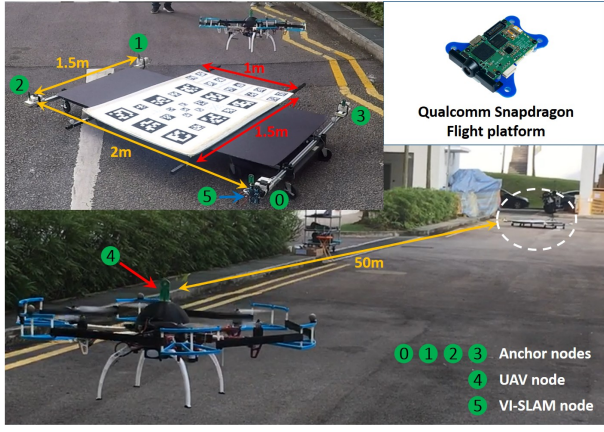 1
1.5m
2
1m
3
1.5m
2m
5
0
Qualcomm Snapdragon
Flight platform
4
50m
0 1 2 3 Anchor nodes
4 UAV node
5 VI-SLAM node